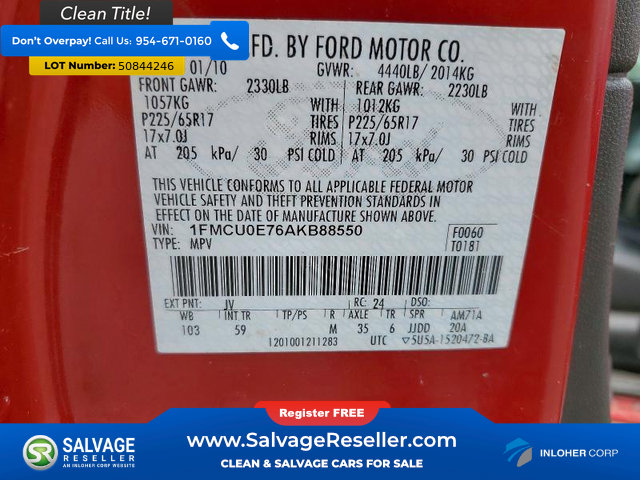 Clean Title!
Don't Overpay! Call Us: 954-671-0160
LOT Number: 50844246
FD. BY FORD MOTOR CO.
01/10 GVWR: 4440LB/ 2014KG
FRONT GAWR: 2330LB REAR GAWR: 2230LB
1057KG WITH 1012KG WITH
P225/65R17 TIRES P225/65R17 TIRES
17x7.0J RIMS 17x7.0J RIMS
AT 205 kPa/ 30 PSI COLD AT 205 kPa/ 30 PSI COLD
THIS VEHICLE CONFORMS TO ALL APPLICABLE FEDERAL MOTOR
VEHICLE SAFETY AND THEFT PREVENTION STANDARDS IN
EFFECT ON THE DATE OF MANUFACTURE SHOWN ABOVE.
VIN: 1FMCU0E76AKB88550 F0060
TYPE: MPV T0181
EXT PNT: JV RC: 24 DSO:
WB INT TR TP/PS R AXLE TR SPR AM71A
103 59 M 35 6 JJDD 20A
1201001211283 UTC 5U5A-1520472-BA
Register FREE
SR SALVAGE RESELLER
AN INLOHER CORP WEBSITE
www.SalvageReseller.com
CLEAN & SALVAGE CARS FOR SALE
INLOHER CORP